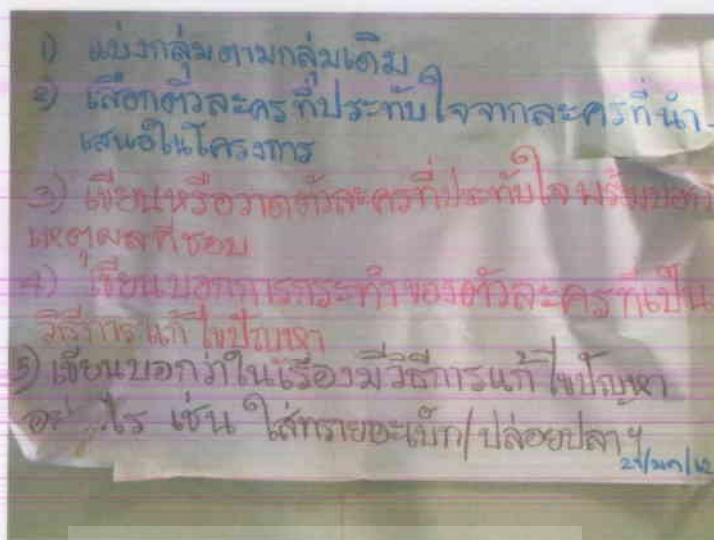 1) แบ่งกลุ่มตามกลุ่มเดิม
2) เลือกตัวละครที่ประทับใจจากละครที่นำ-
เสนอในโครงการ
3) เขียนหรือวาดตัวละครที่ประทับใจ พร้อมบอก
เหตุผลที่ชอบ
4) เขียนบอกการกระทำของตัวละครที่เป็น
วิธีการแก้ไขปัญหา
5) เขียนบอกว่าในเรื่องมีวิธีการแก้ไขปัญหา
อย่างไร เช่น ใส่ทรายอะเบ็ท/ปล่อยปลาฯ